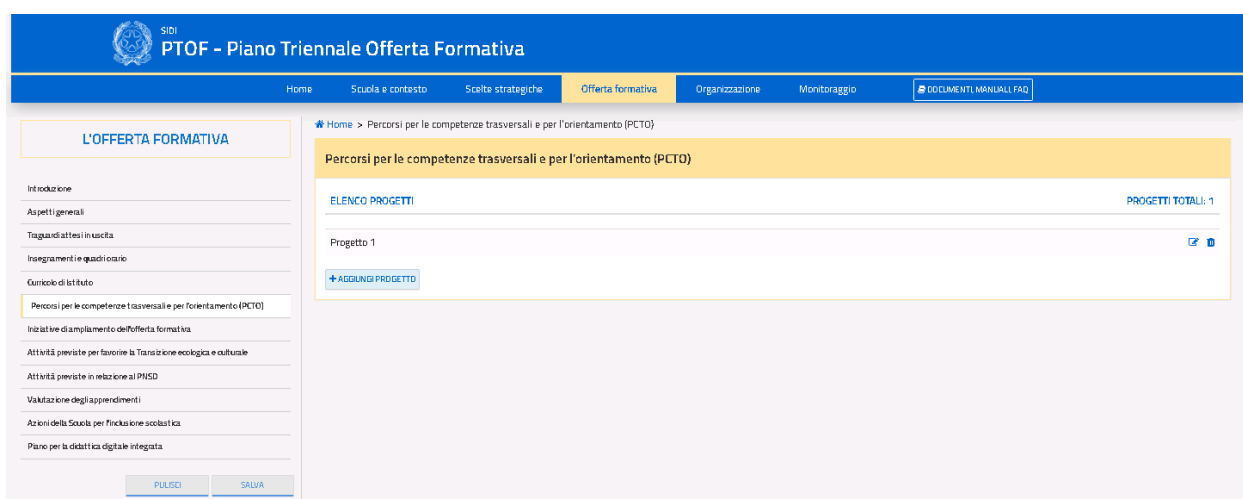 SIDI
PTOF - Piano Triennale Offerta Formativa
Home Scuola e contesto Scelte strategiche Offerta formativa Organizzazione Monitoraggio DOCUMENTI, MANUALI, FAQ
L'OFFERTA FORMATIVA
Introduzione
Aspetti generali
Traguardi attesi in uscita
Insegnamenti e quadri orario
Curricolo di Istituto
Percorsi per le competenze trasversali e per l'orientamento (PCTO)
Iniziative di ampliamento dell'offerta formativa
Attività previste per favorire la Transizione ecologica e culturale
Attività previste in relazione al PNSD
Valutazione degli apprendimenti
Azioni della Scuola per l'inclusione scolastica
Piano per la didattica digitale integrata
PULISCI SALVA
Home > Percorsi per le competenze trasversali e per l'orientamento (PCTO)
Percorsi per le competenze trasversali e per l'orientamento (PCTO)
ELENCO PROGETTI PROGETTI TOTALI: 1
Progetto 1
+ AGGIUNGI PROGETTO